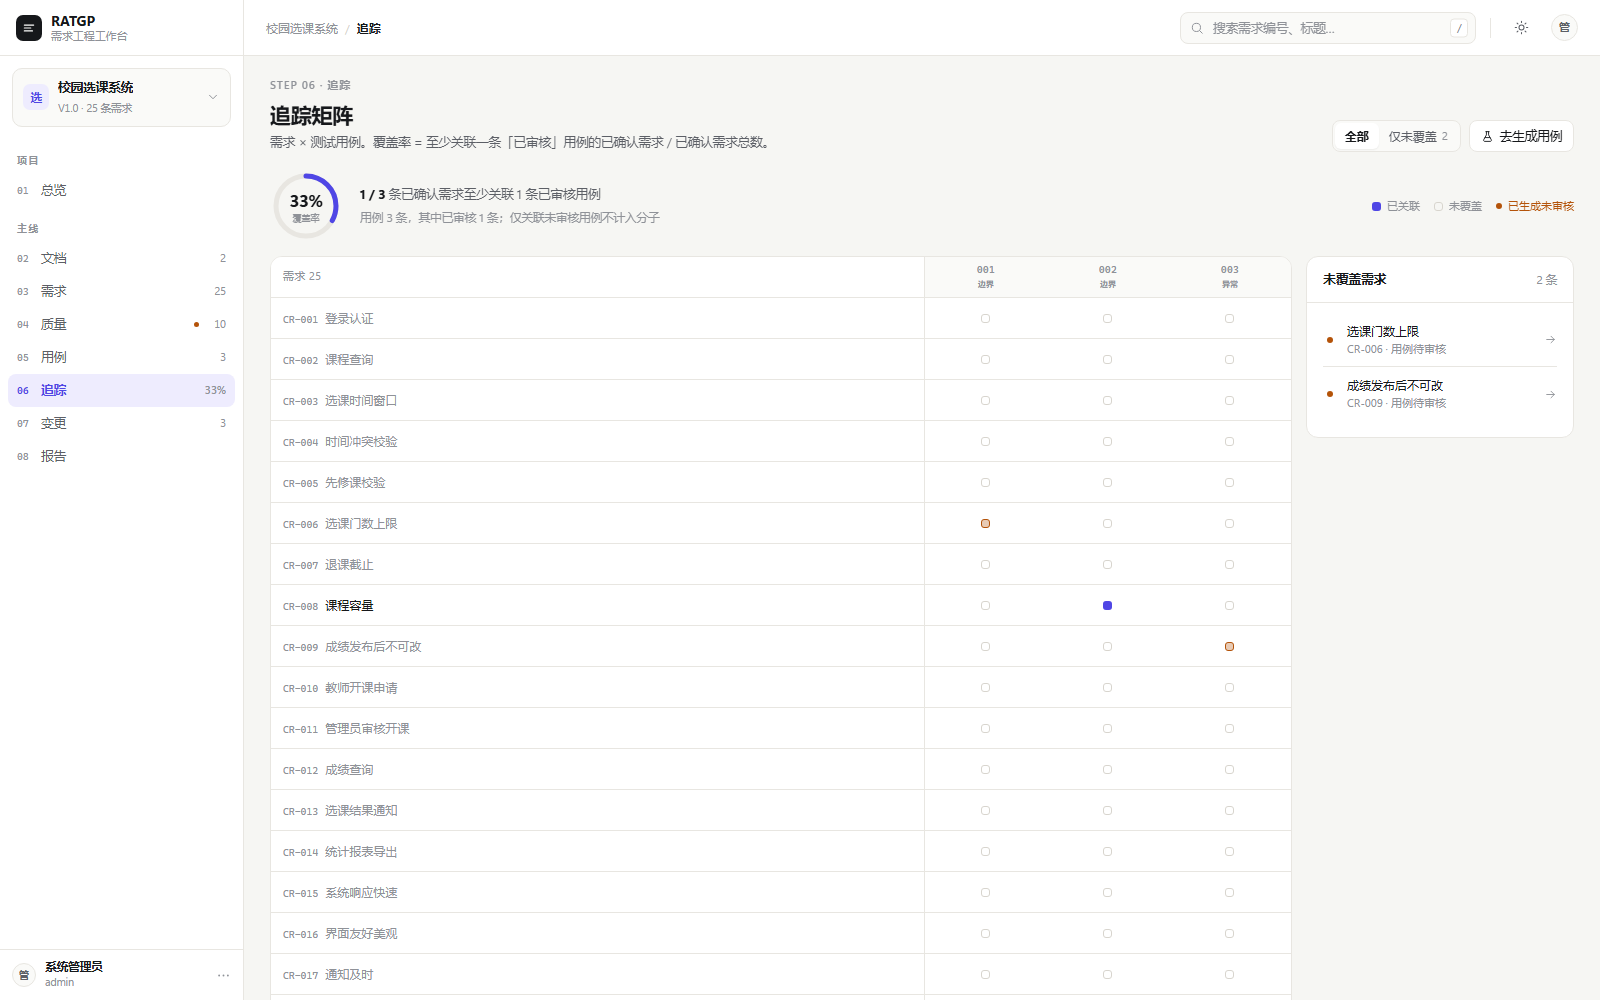 RATGP
需求工程工作台
校园选课系统 / 追踪
搜索需求编号、标题... /
管
选
校园选课系统
V1.0 · 25 条需求
项目
01 总览
主线
02 文档 2
03 需求 25
04 质量 10
05 用例 3
06 追踪 33%
07 变更 3
08 报告
管
系统管理员
admin
STEP 06 · 追踪
追踪矩阵
需求 × 测试用例。覆盖率 = 至少关联一条「已审核」用例的已确认需求 / 已确认需求总数。
全部 仅未覆盖 2 去生成用例
33%
覆盖率
1 / 3 条已确认需求至少关联 1 条已审核用例
用例 3 条，其中已审核 1 条；仅关联未审核用例不计入分子
已关联 未覆盖 已生成未审核
需求 25
001 002 003
边界 边界 异常
CR-001 登录认证
CR-002 课程查询
CR-003 选课时间窗口
CR-004 时间冲突校验
CR-005 先修课校验
CR-006 选课门数上限
CR-007 退课截止
CR-008 课程容量
CR-009 成绩发布后不可改
CR-010 教师开课申请
CR-011 管理员审核开课
CR-012 成绩查询
CR-013 选课结果通知
CR-014 统计报表导出
CR-015 系统响应快速
CR-016 界面友好美观
CR-017 通知及时
未覆盖需求 2 条
选课门数上限
CR-006 · 用例待审核
成绩发布后不可改
CR-009 · 用例待审核